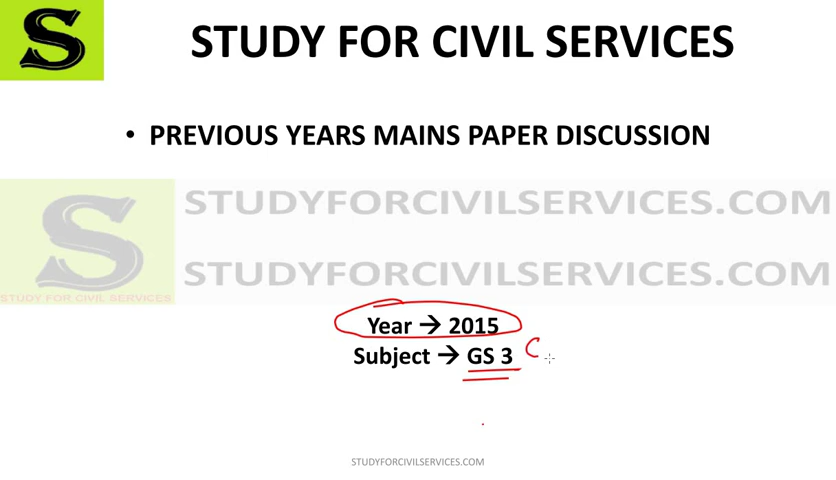 S
STUDY FOR CIVIL SERVICES
• PREVIOUS YEARS MAINS PAPER DISCUSSION
S
STUDYFORCIVILSERVICES.COM
STUDYFORCIVILSERVICES.COM
STUDY FOR CIVIL SERVICES
Year → 2015
Subject → GS 3 C
STUDYFORCIVILSERVICES.COM